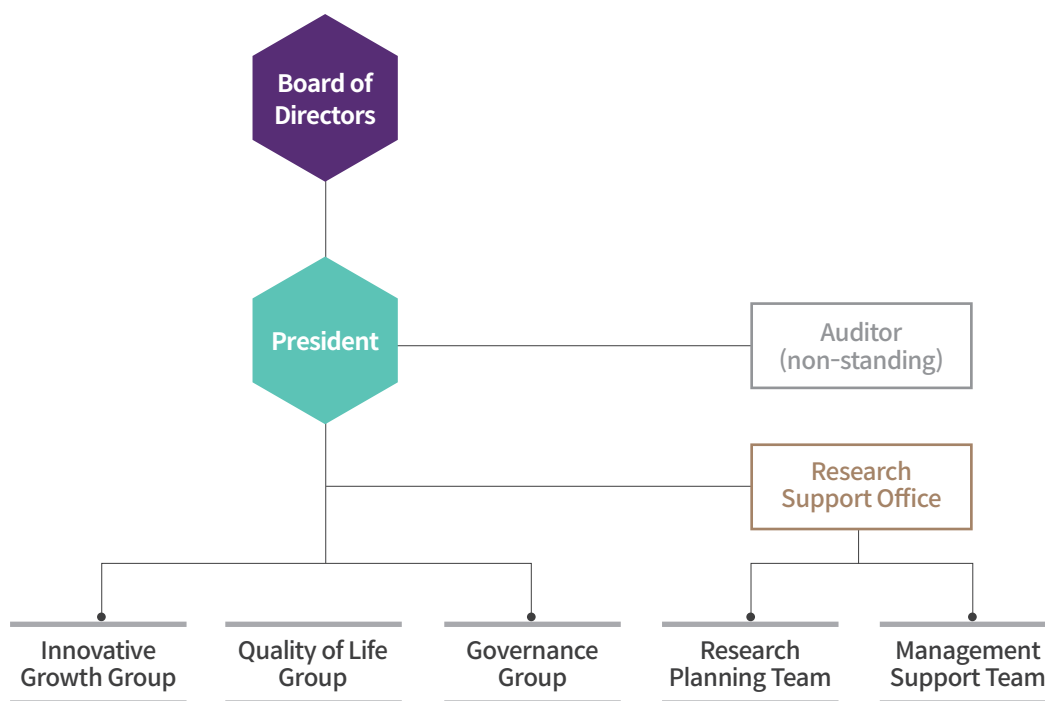 Board of
Directors
President
Auditor
(non-standing)
Research
Support Office
Innovative
Growth Group
Quality of Life
Group
Governance
Group
Research
Planning Team
Management
Support Team